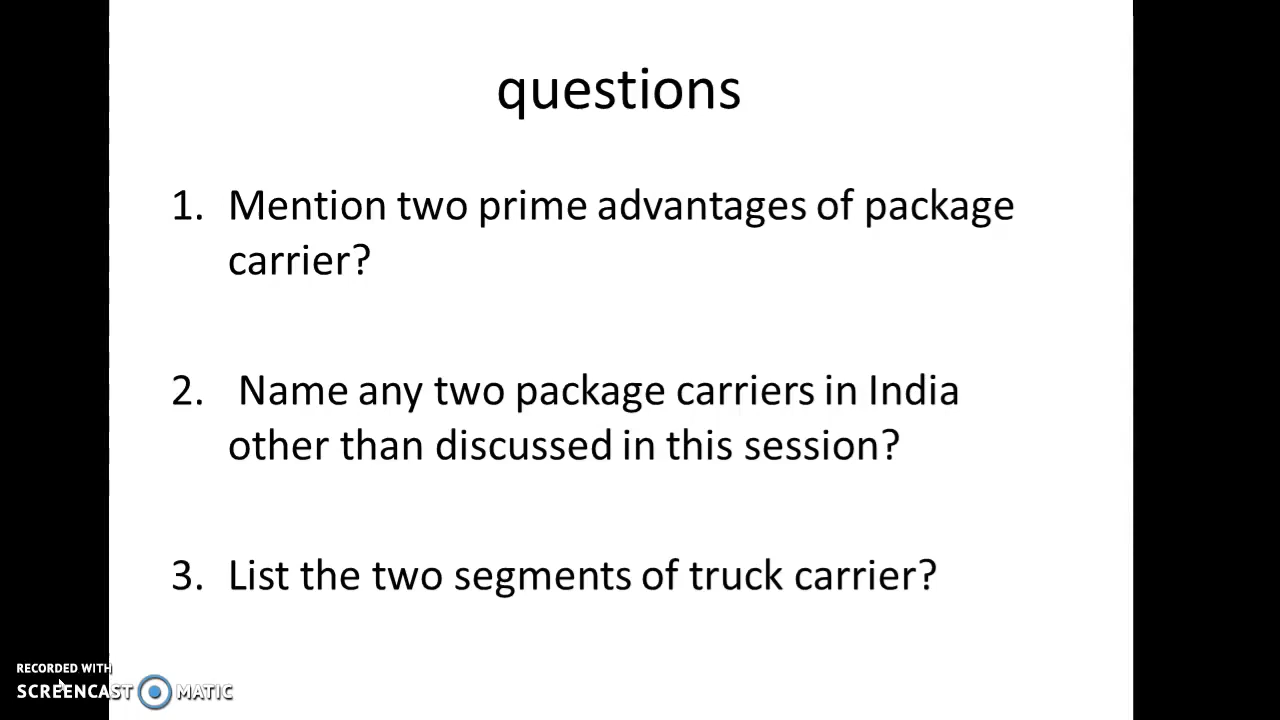 questions
1. Mention two prime advantages of package
carrier?
2. Name any two package carriers in India
other than discussed in this session?
3. List the two segments of truck carrier?
RECORDED WITH
SCREENCAST MATIC